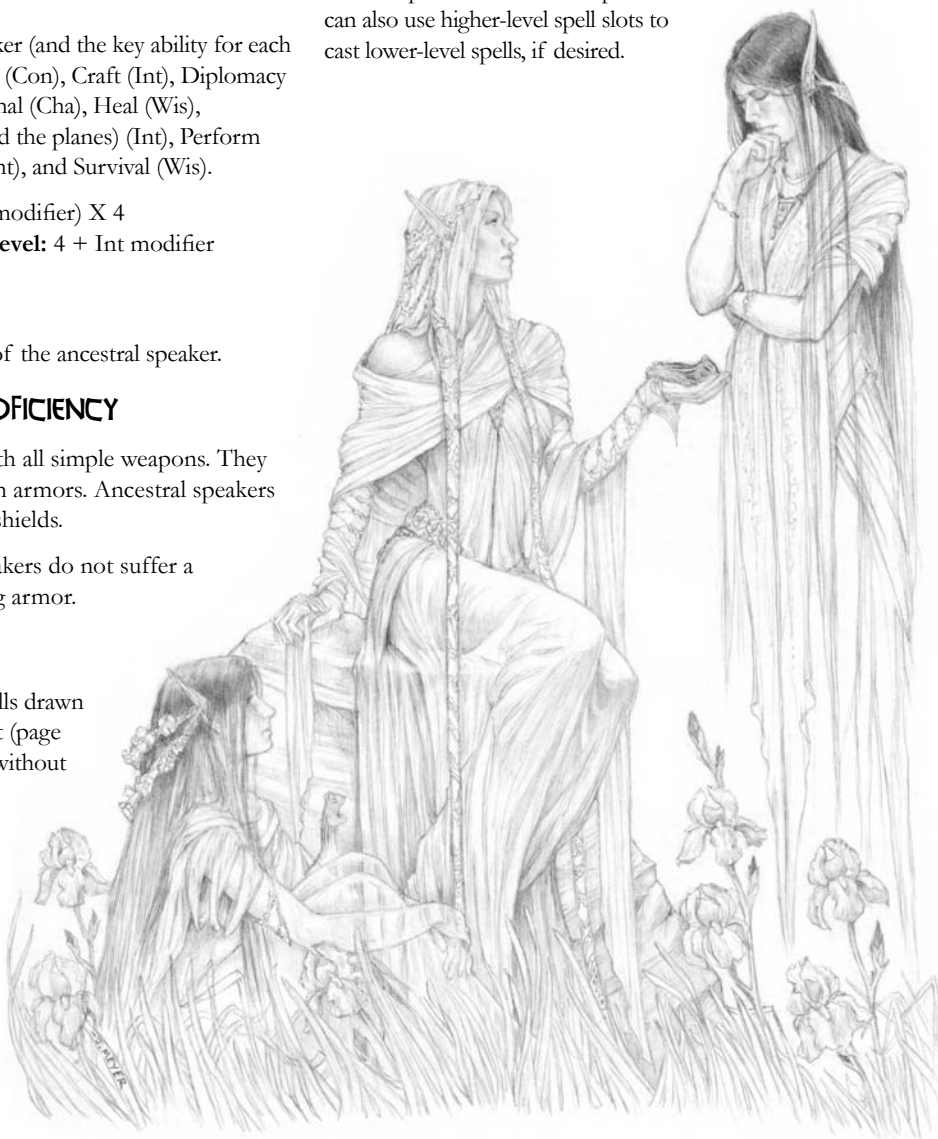 ker (and the key ability for each
(Con), Craft (Int), Diplomacy
nal (Cha), Heal (Wis),
d the planes) (Int), Perform
nt), and Survival (Wis).
modifier) X 4
evel: 4 + Int modifier
of the ancestral speaker.
OFICIENCY
th all simple weapons. They
n armors. Ancestral speakers
shields.
akers do not suffer a
g armor.
lls drawn
t (page
without
can also use higher-level spell slots to
cast lower-level spells, if desired.